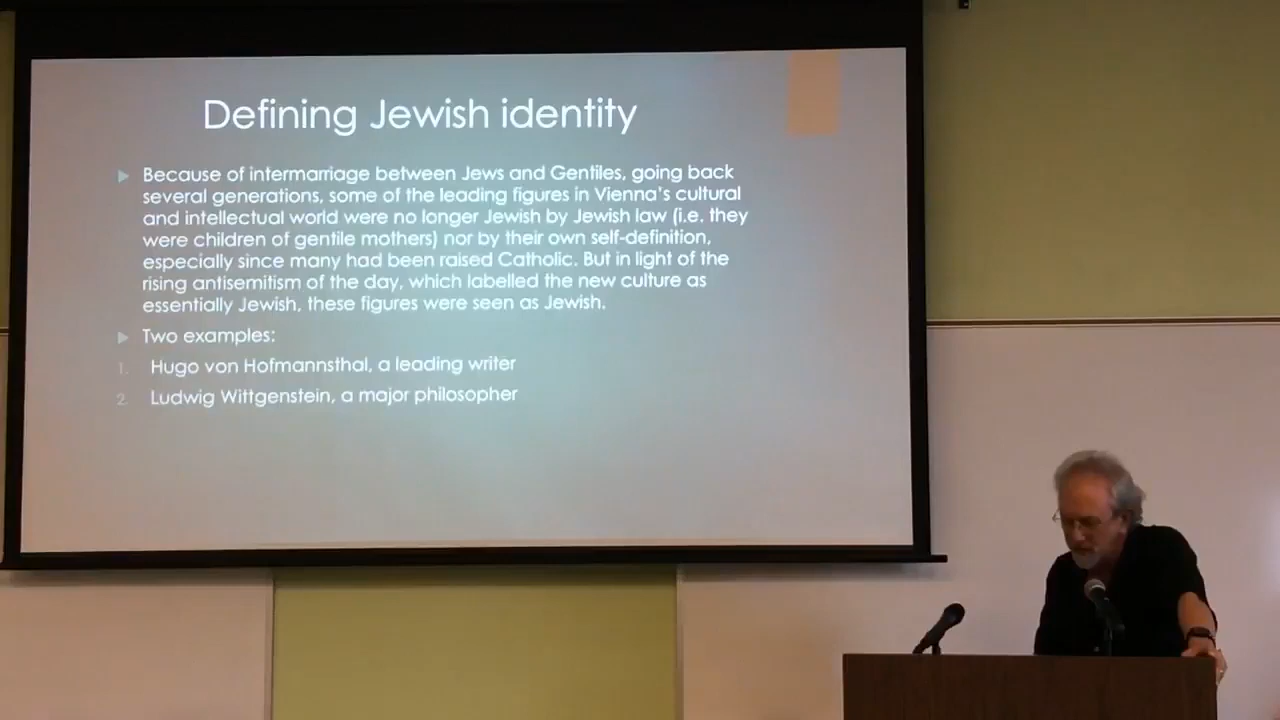 Defining Jewish identity
Because of intermarriage between Jews and Gentiles, going back
several generations, some of the leading figures in Vienna's cultural
and intellectual world were no longer Jewish by Jewish law (i.e. they
were children of gentile mothers) nor by their own self-definition,
especially since many had been raised Catholic. But in light of the
rising antisemitism of the day, which labelled the new culture as
essentially Jewish, these figures were seen as Jewish.
Two examples:
1. Hugo von Hofmannsthal, a leading writer
2. Ludwig Wittgenstein, a major philosopher